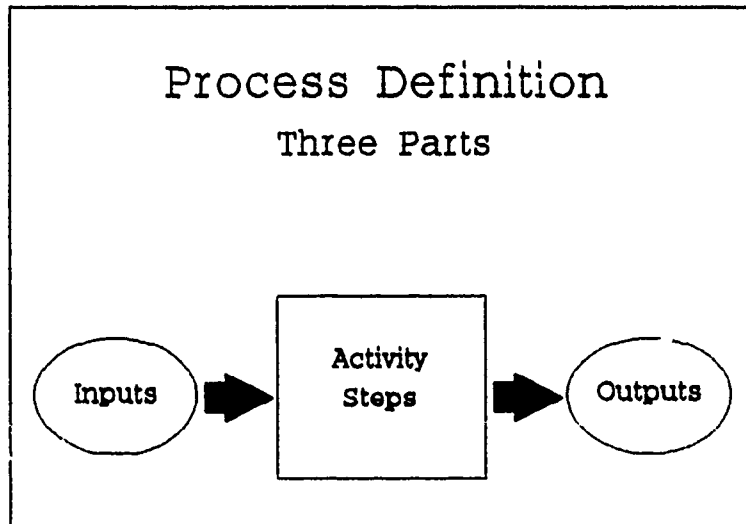 Process Definition
Three Parts
Inputs
Activity
Steps
Outputs